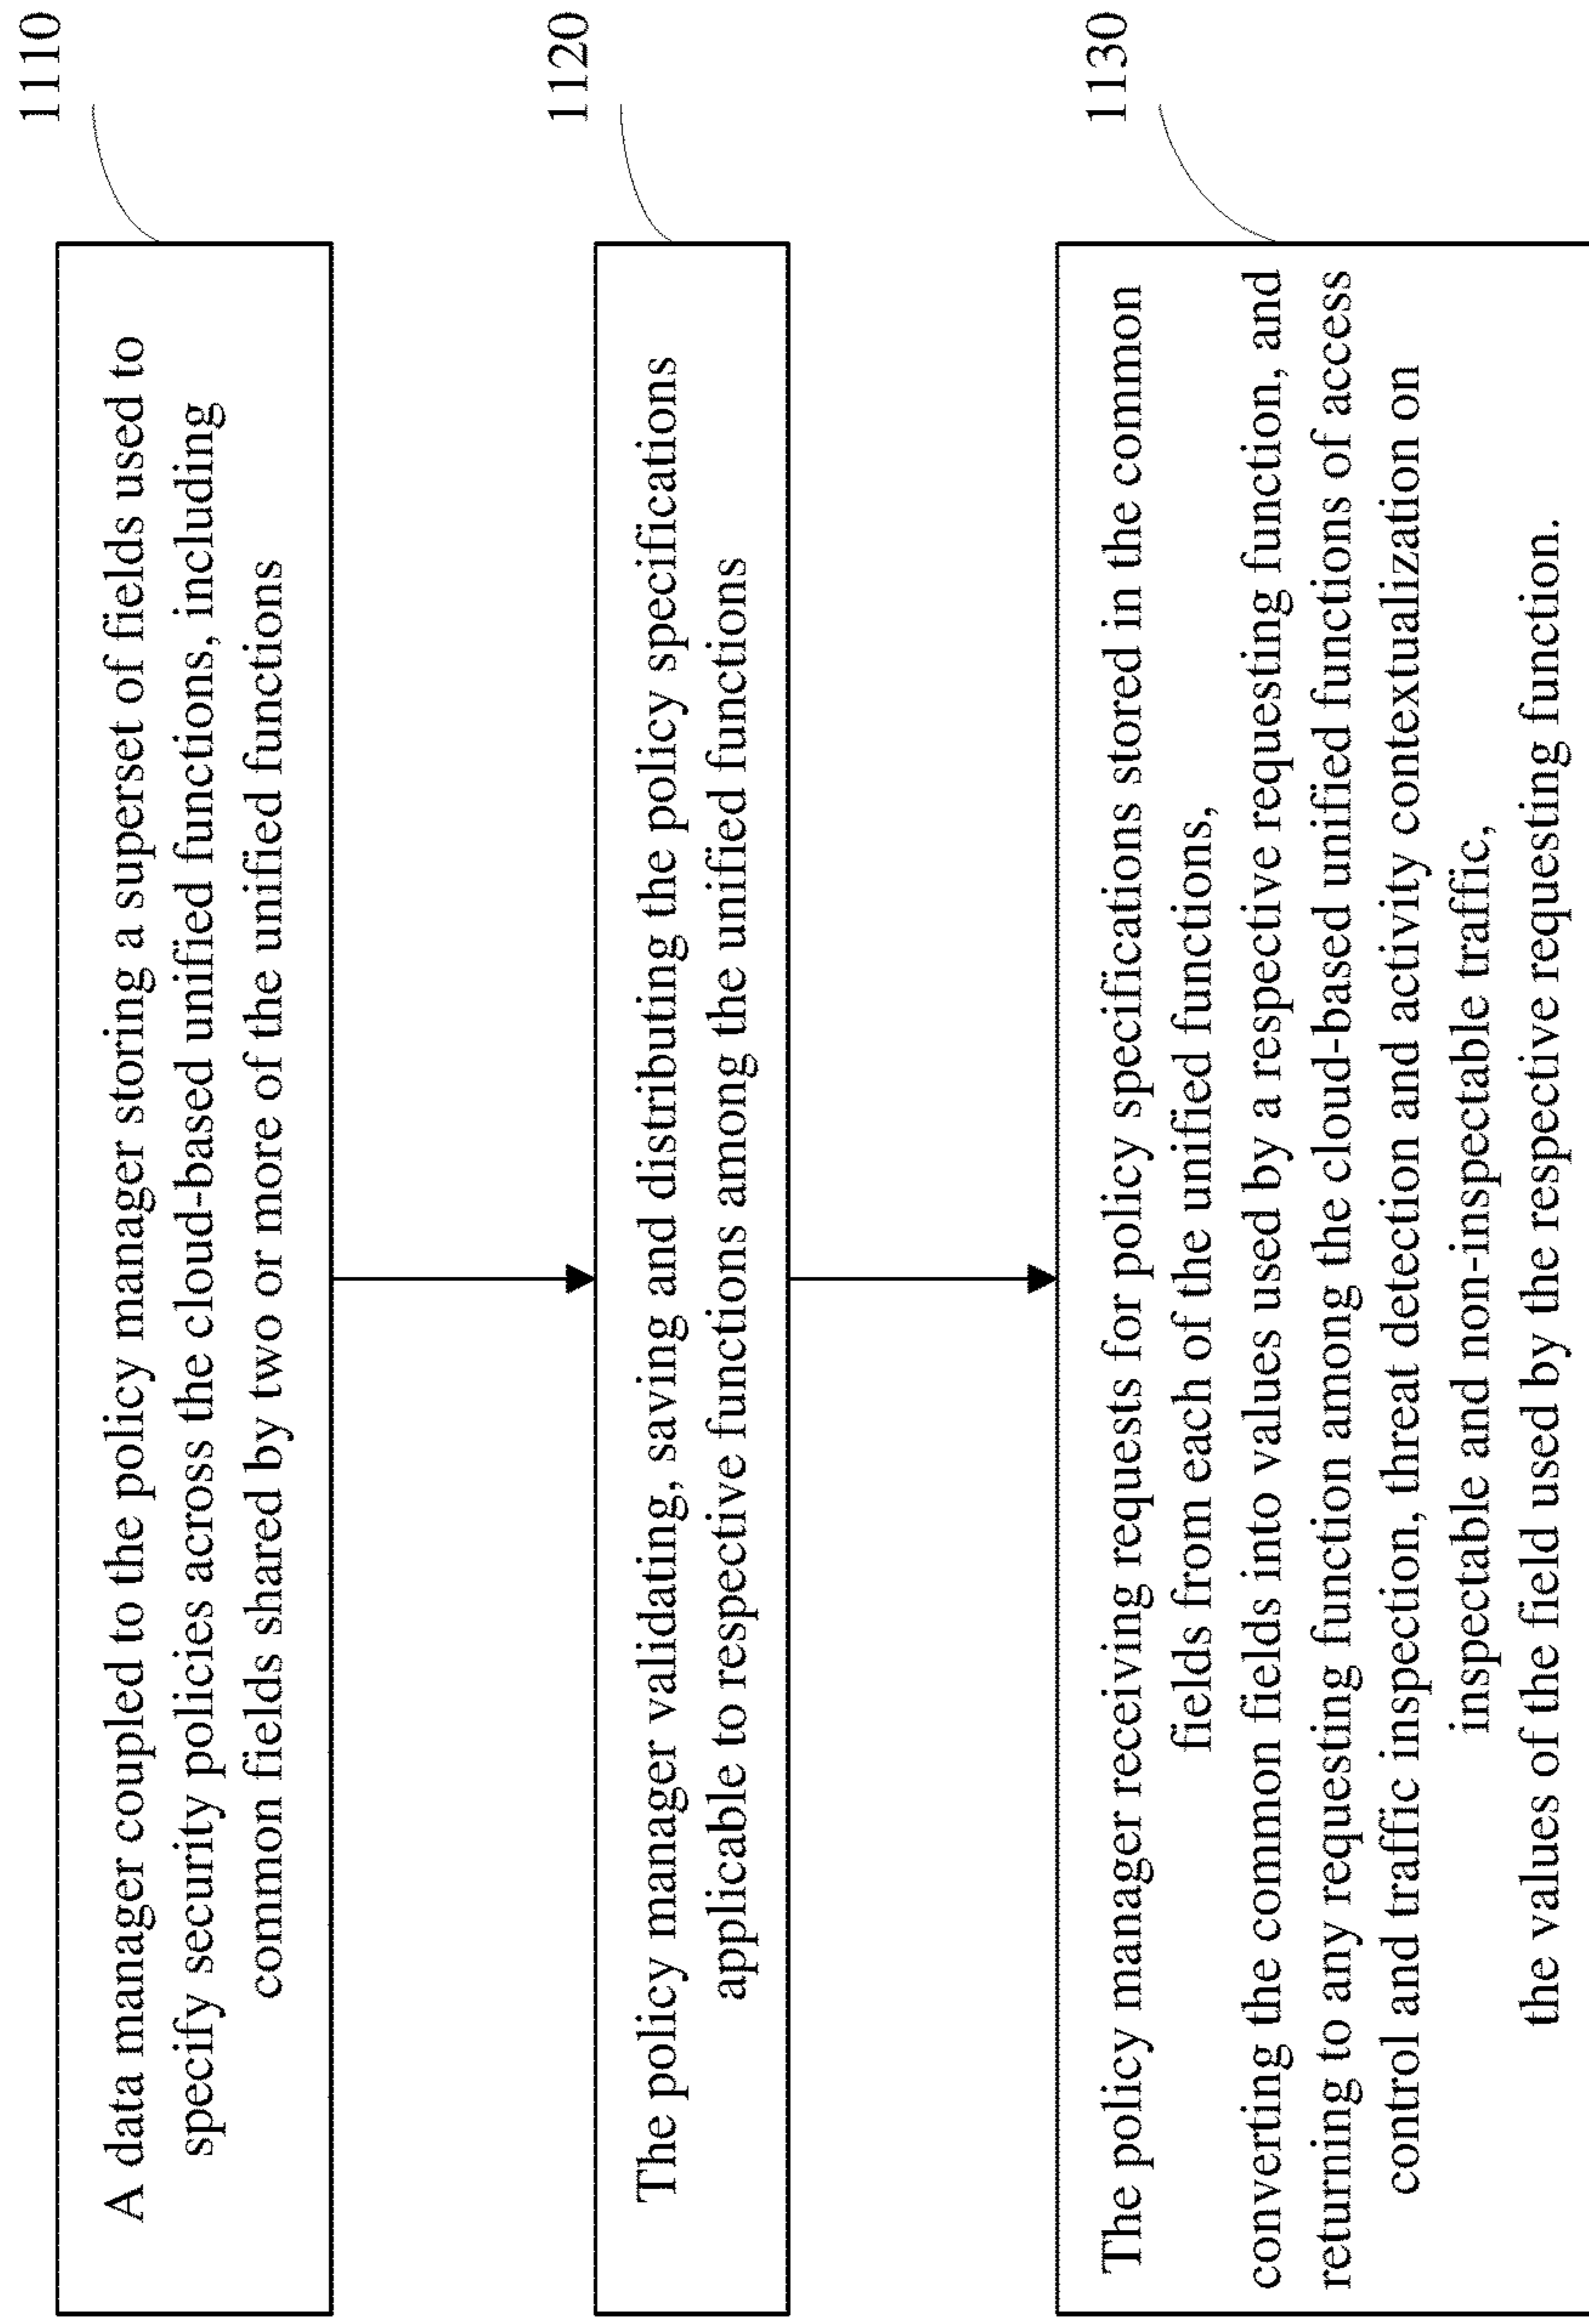 1110
A data manager coupled to the policy manager storing a superset of fields used to
specify security policies across the cloud-based unified functions, including
common fields shared by two or more of the unified functions
1120
The policy manager validating, saving and distributing the policy specifications
applicable to respective functions among the unified functions
1130
The policy manager receiving requests for policy specifications stored in the common
fields from each of the unified functions,
converting the common fields into values used by a respective requesting function, and
returning to any requesting function among the cloud-based unified functions of access
control and traffic inspection, threat detection and activity contextualization on
inspectable and non-inspectable traffic,
the values of the field used by the respective requesting function.